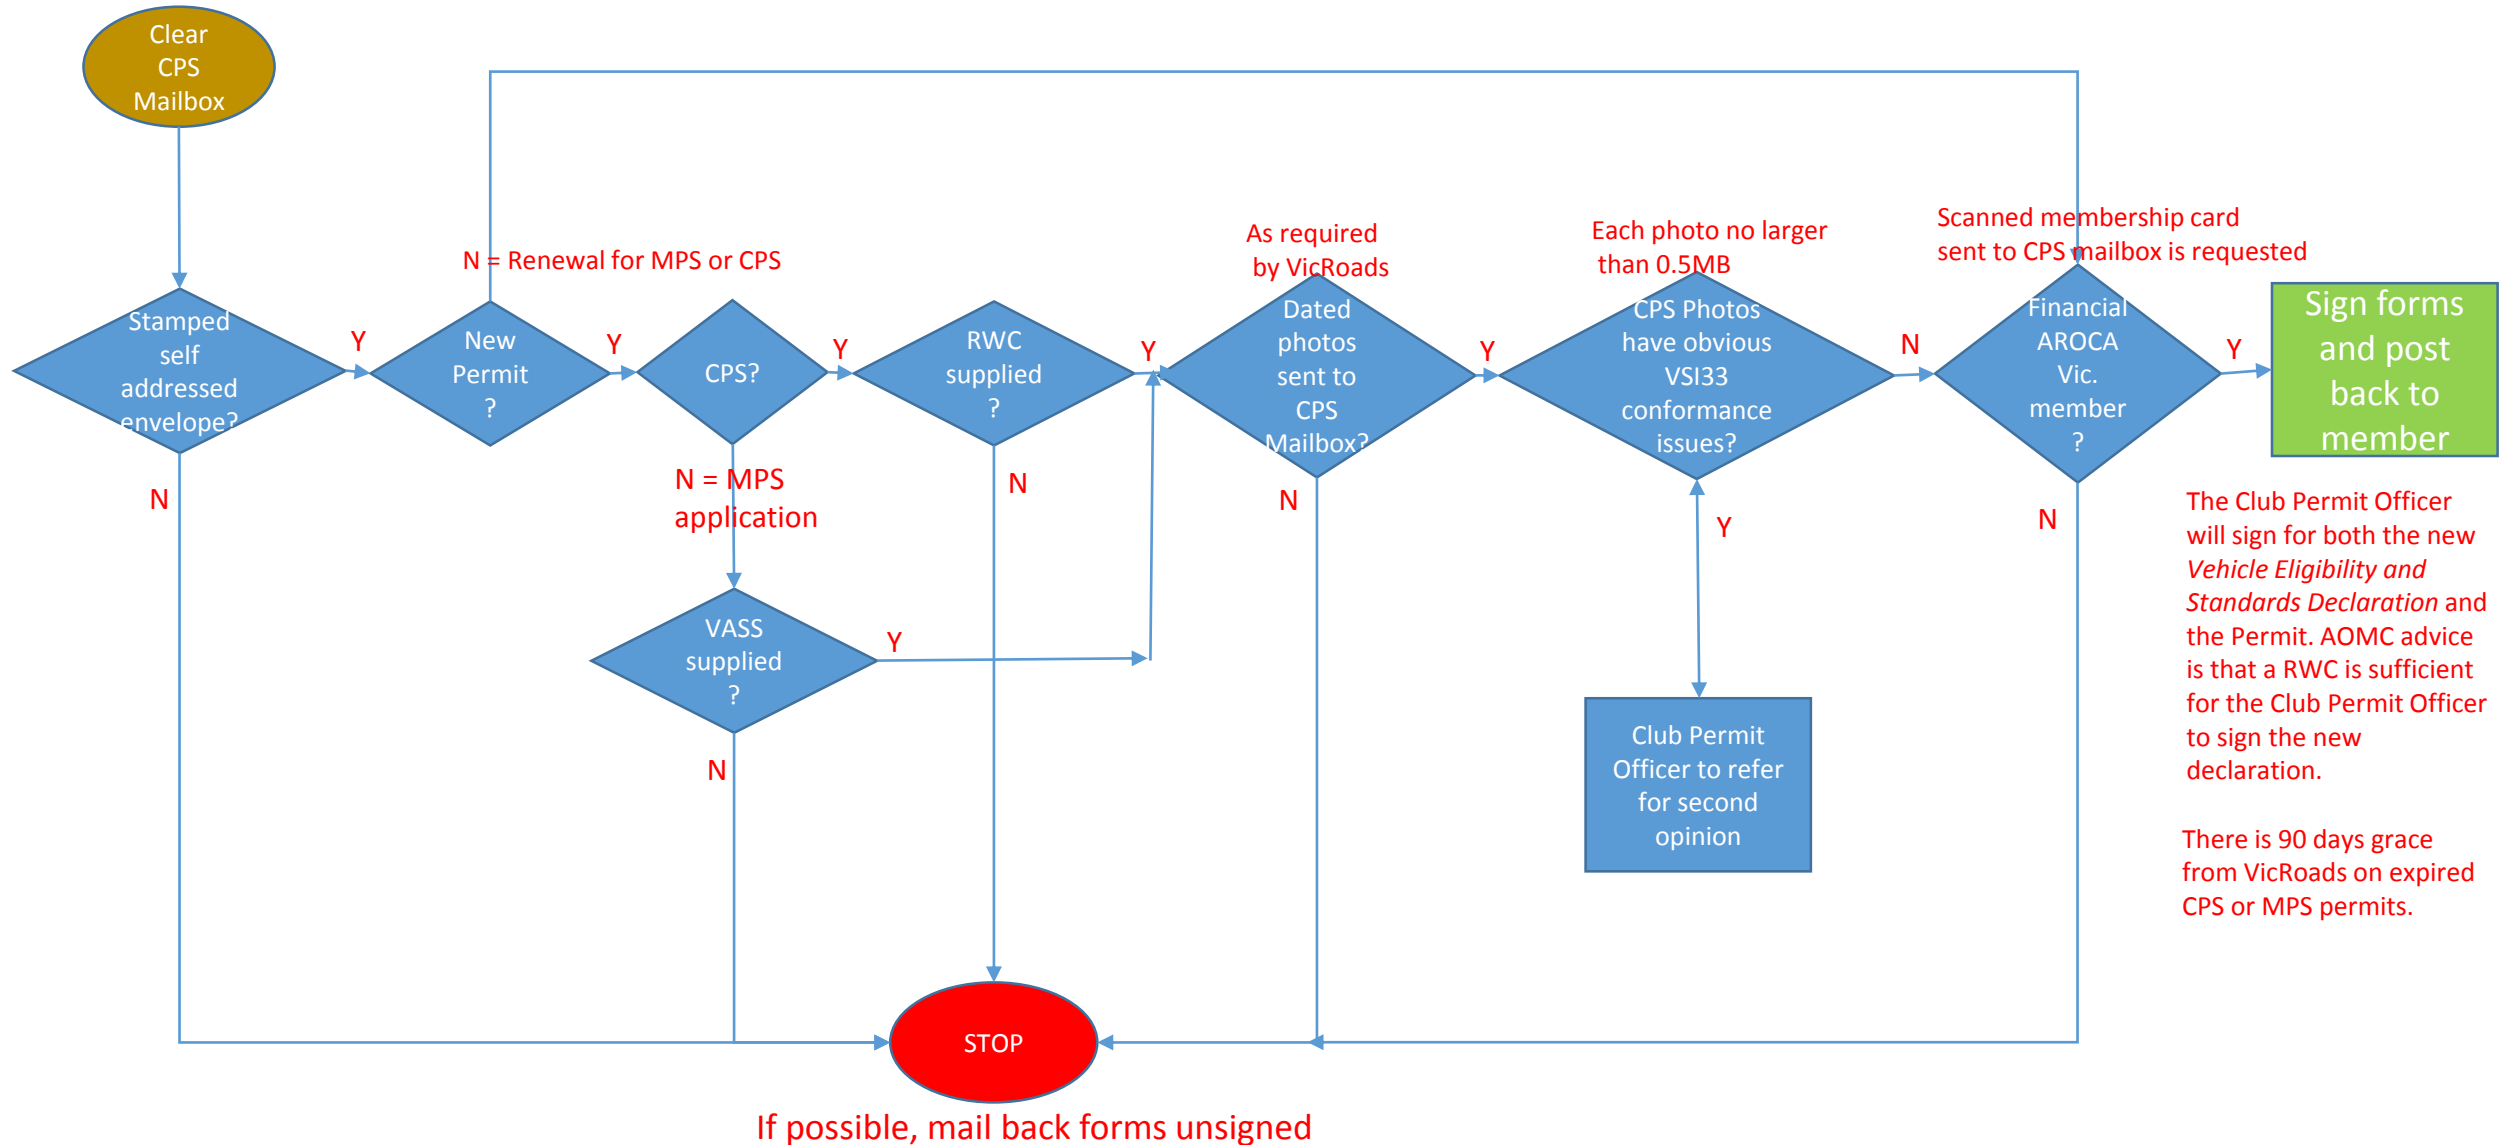 Clear
CPS
Mailbox
N = Renewal for MPS or CPS
As required
by VicRoads
Each photo no larger
than 0.5MB
Scanned membership card
sent to CPS mailbox is requested
Stamped
self
addressed
envelope?
Y
N
New
Permit
?
Y
CPS?
Y
N = MPS
application
RWC
supplied
?
Y
N
Dated
photos
sent to
CPS
Mailbox?
Y
N
CPS Photos
have obvious
VSI33
conformance
issues?
N
Y
Financial
AROCA
Vic.
member
?
Y
N
Sign forms
and post
back to
member
VASS
supplied
?
Y
N
Club Permit
Officer to refer
for second
opinion
The Club Permit Officer
will sign for both the new
Vehicle Eligibility and
Standards Declaration and
the Permit. AOMC advice
is that a RWC is sufficient
for the Club Permit Officer
to sign the new
declaration.
There is 90 days grace
from VicRoads on expired
CPS or MPS permits.
STOP
If possible, mail back forms unsigned